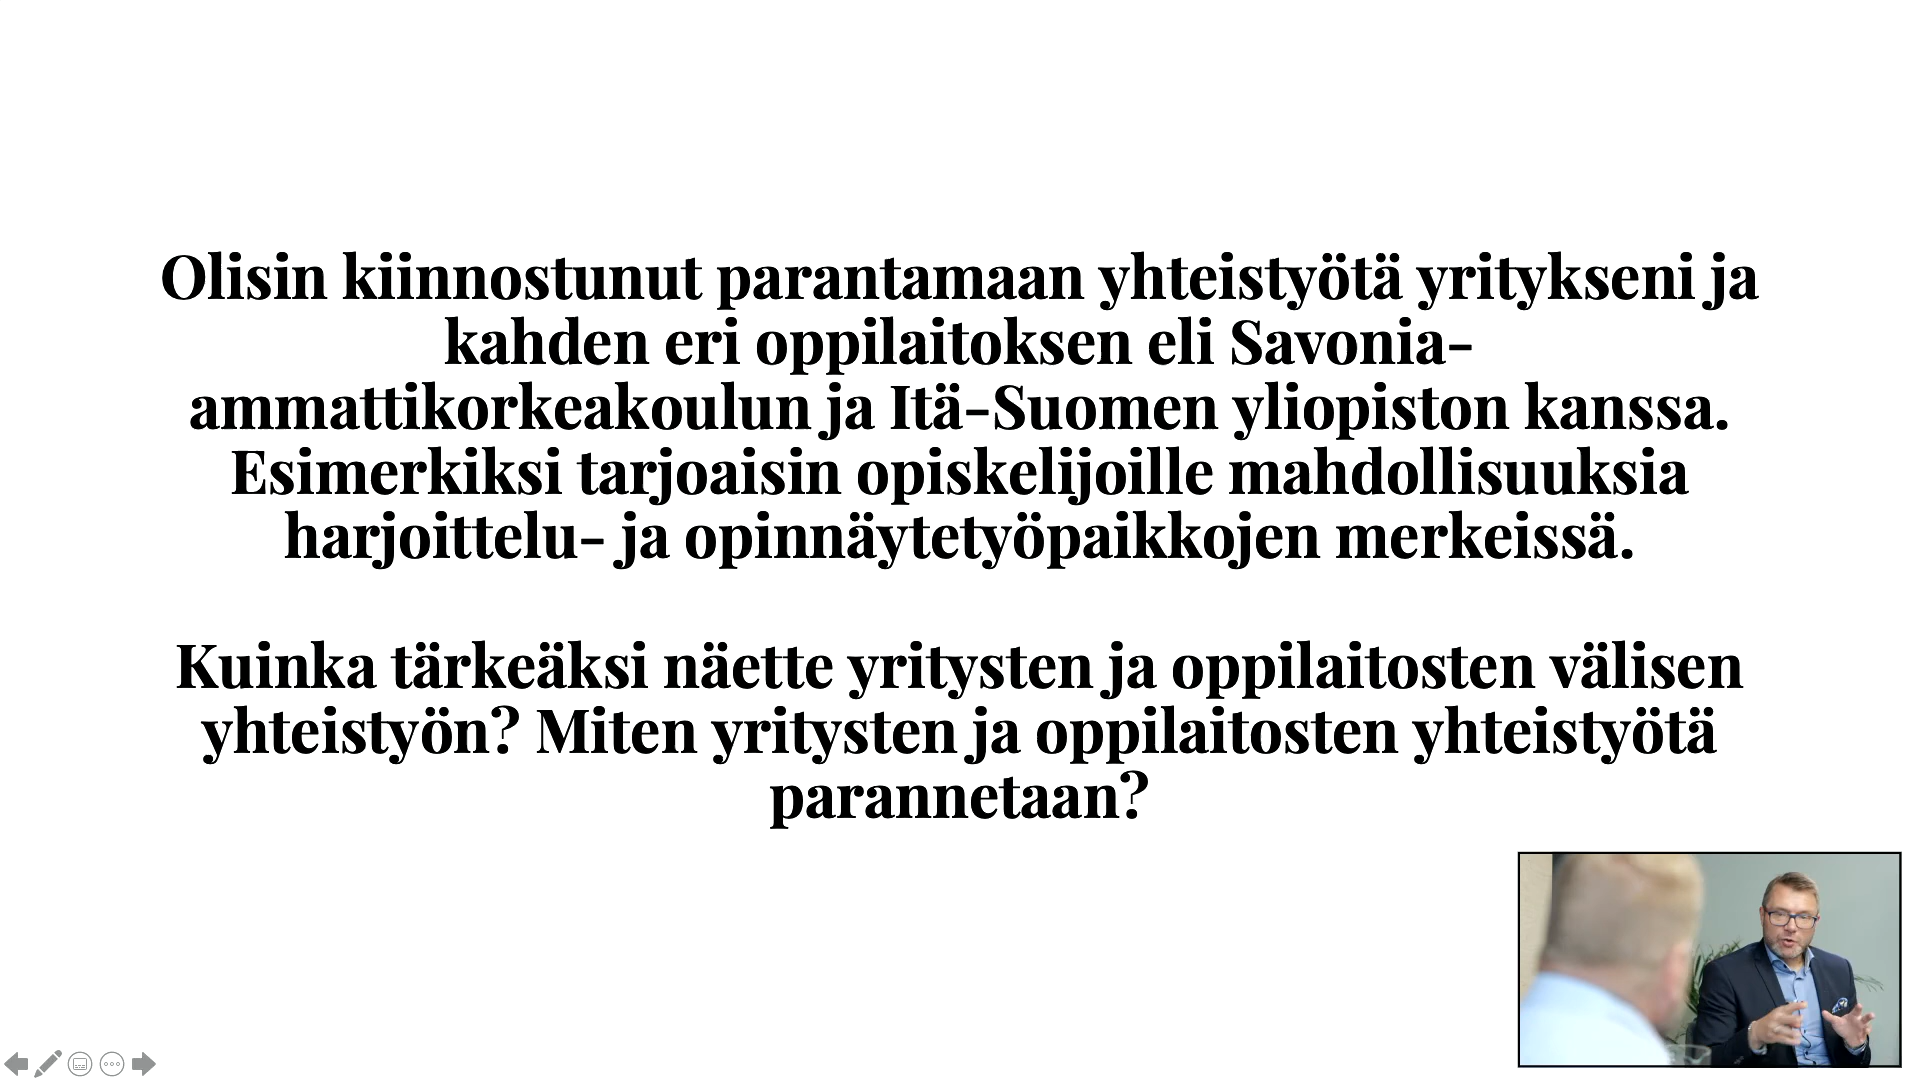 Olisin kiinnostunut parantamaan yhteistyötä yritykseni ja
kahden eri oppilaitoksen eli Savonia-
ammattikorkeakoulun ja Itä-Suomen yliopiston kanssa.
Esimerkiksi tarjoaisin opiskelijoille mahdollisuuksia
harjoittelu- ja opinnäytetyöpaikkojen merkeissä.
Kuinka tärkeäksi näette yritysten ja oppilaitosten välisen
yhteistyön? Miten yritysten ja oppilaitosten yhteistyötä
parannetaan?